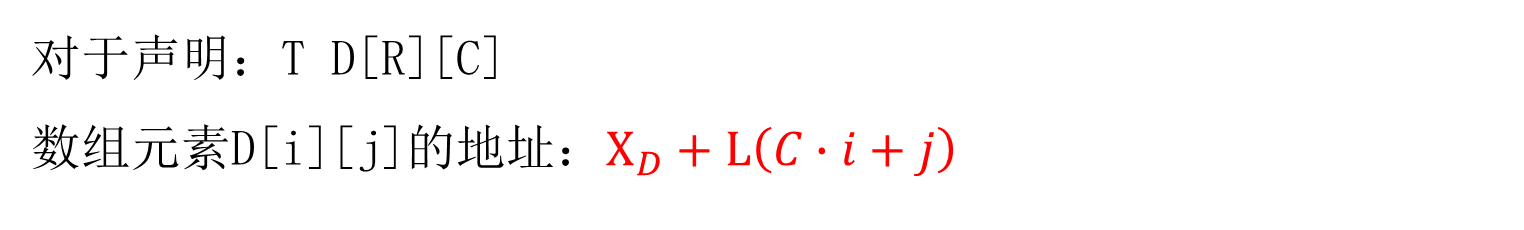 对于声明：T D[R][C]
数组元素D[i][j]的地址：X_D + L(C · i + j)